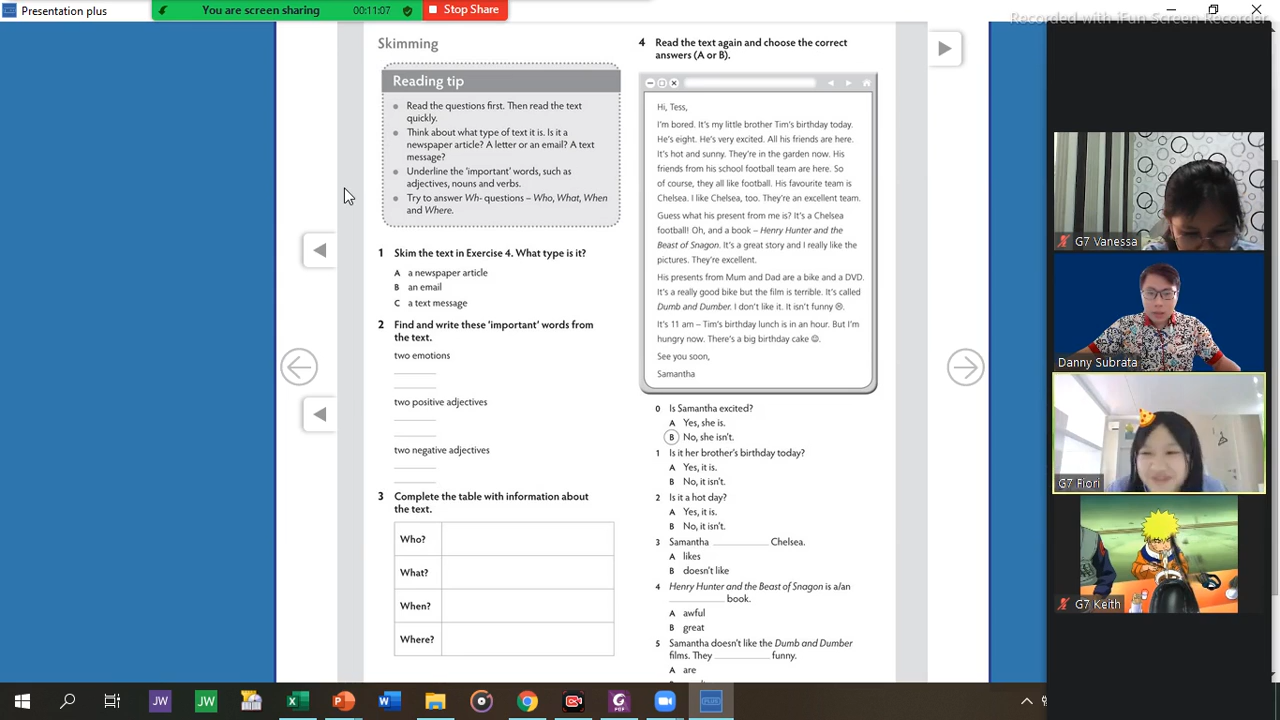 Presentation plus
You are screen sharing
00:11:07
Stop Share
Recorded with iFun Screen Recorder
Skimming
Reading tip
Read the questions first. Then read the text
quickly.
Think about what type of text it is. Is it a
newspaper article? A letter or an email? A text
message?
Underline the 'important' words, such as
adjectives, nouns and verbs.
Try to answer Wh- questions – Who, What, When
and Where.
1 Skim the text in Exercise 4. What type is it?
A a newspaper article
B an email
C a text message
2 Find and write these 'important' words from
the text.
two emotions
two positive adjectives
two negative adjectives
3 Complete the table with information about
the text.
Who?
What?
When?
Where?
4 Read the text again and choose the correct
answers (A or B).
Hi, Tess,
I'm bored. It's my little brother Tim's birthday today.
He's eight. He's very excited. All his friends are here.
It's hot and sunny. They're in the garden now. His
friends from his school football team are here. So
of course, they all like football. His favourite team is
Chelsea. I like Chelsea, too. They're an excellent team.
Guess what his present from me is? It's a Chelsea
football! Oh, and a book – Henry Hunter and the
Beast of Snagon. It's a great story and I really like the
pictures. They're excellent.
His presents from Mum and Dad are a bike and a DVD.
It's a really good bike but the film is terrible. It's called
Dumb and Dumber. I don't like it. It isn't funny ☹.
It's 11 am – Tim's birthday lunch is in an hour. But I'm
hungry now. There's a big birthday cake ☺.
See you soon,
Samantha
0 Is Samantha excited?
A Yes, she is.
B No, she isn't.
1 Is it her brother's birthday today?
A Yes, it is.
B No, it isn't.
2 Is it a hot day?
A Yes, it is.
B No, it isn't.
3 Samantha ________ Chelsea.
A likes
B doesn't like
4 Henry Hunter and the Beast of Snagon is a/an
________ book.
A awful
B great
5 Samantha doesn't like the Dumb and Dumber
films. They ________ funny.
A are
G7 Vanessa
Danny Subrata
G7 Fiori
G7 Keith
JW
JW
PDF
PLUS